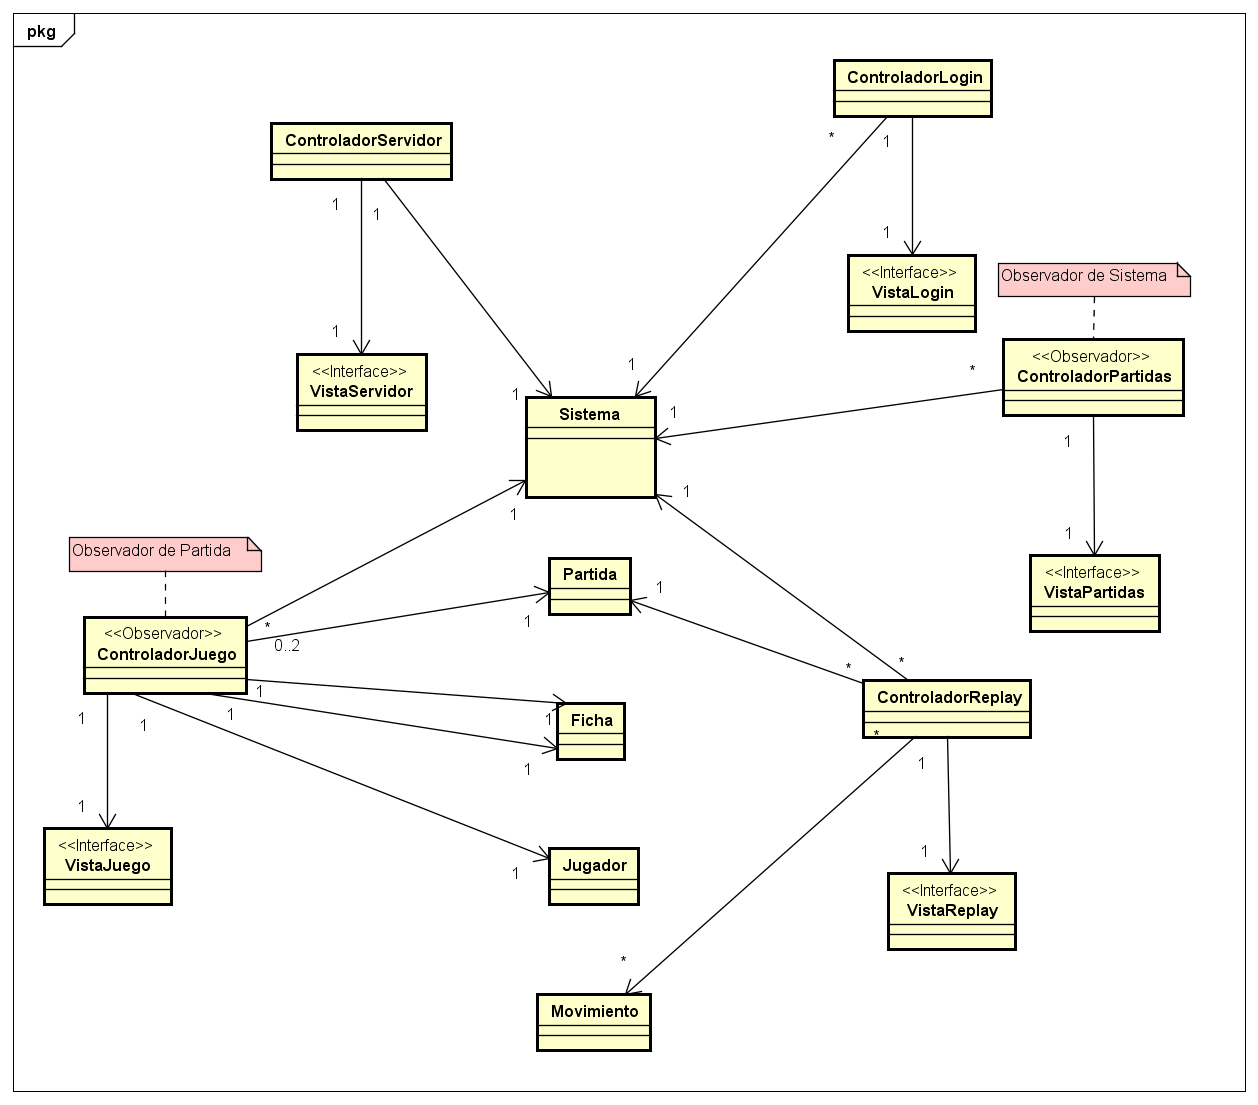 pkg
ControladorLogin
ControladorServidor
*
1
1
1
1
<<Interface>>
VistaLogin
Observador de Sistema
1
<<Interface>>
VistaServidor
1
1
<<Observador>>
ControladorPartidas
*
1
Sistema
1
1
1
1
Observador de Partida
Partida
1
1
<<Interface>>
VistaPartidas
<<Observador>>
ControladorJuego
*
0..2
1
*
*
ControladorReplay
*
1
1
1
1
1
Ficha
1
1
1
<<Interface>>
VistaJuego
Jugador
1
1
<<Interface>>
VistaReplay
*
Movimiento